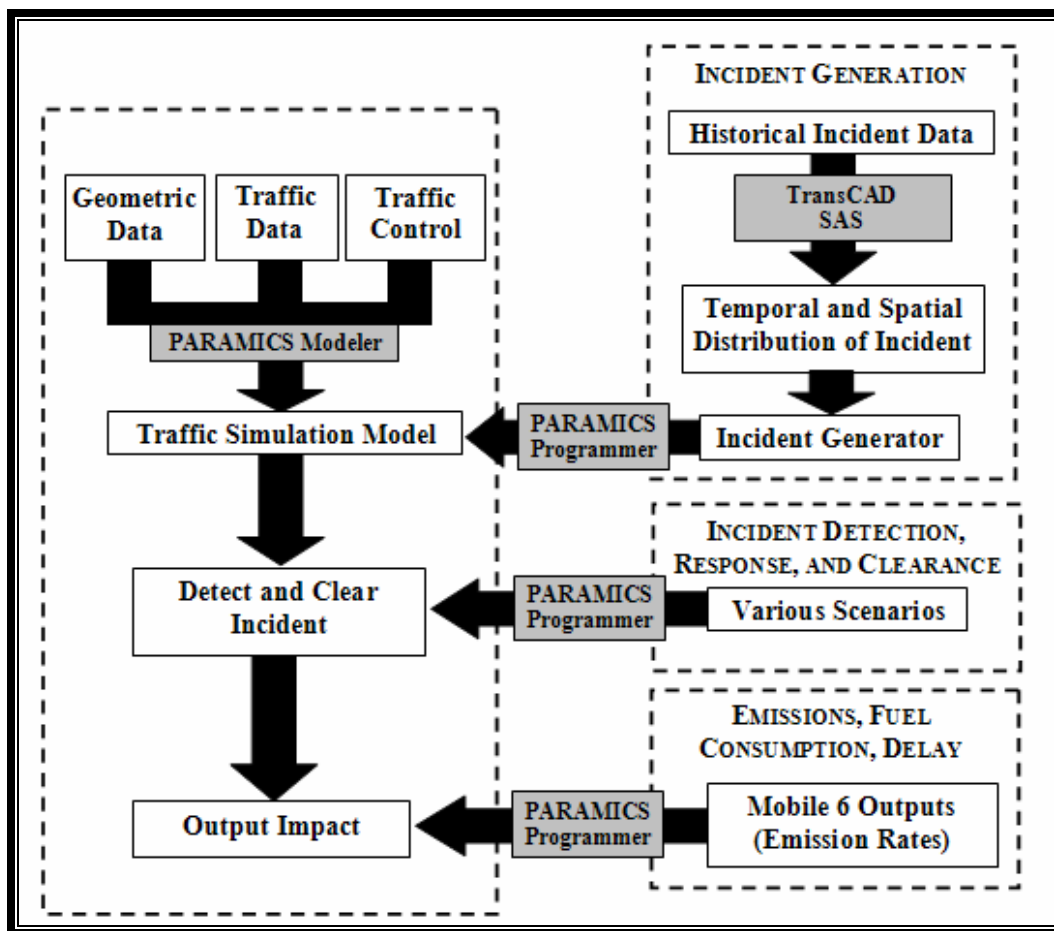 INCIDENT GENERATION
Historical Incident Data
TransCAD
SAS
Temporal and Spatial
Distribution of Incident
Incident Generator
Geometric
Data
Traffic
Data
Traffic
Control
PARAMICS Modeler
Traffic Simulation Model
PARAMICS
Programmer
INCIDENT DETECTION,
RESPONSE, AND CLEARANCE
Various Scenarios
PARAMICS
Programmer
Detect and Clear
Incident
EMISSIONS, FUEL
CONSUMPTION, DELAY
Mobile 6 Outputs
(Emission Rates)
PARAMICS
Programmer
Output Impact